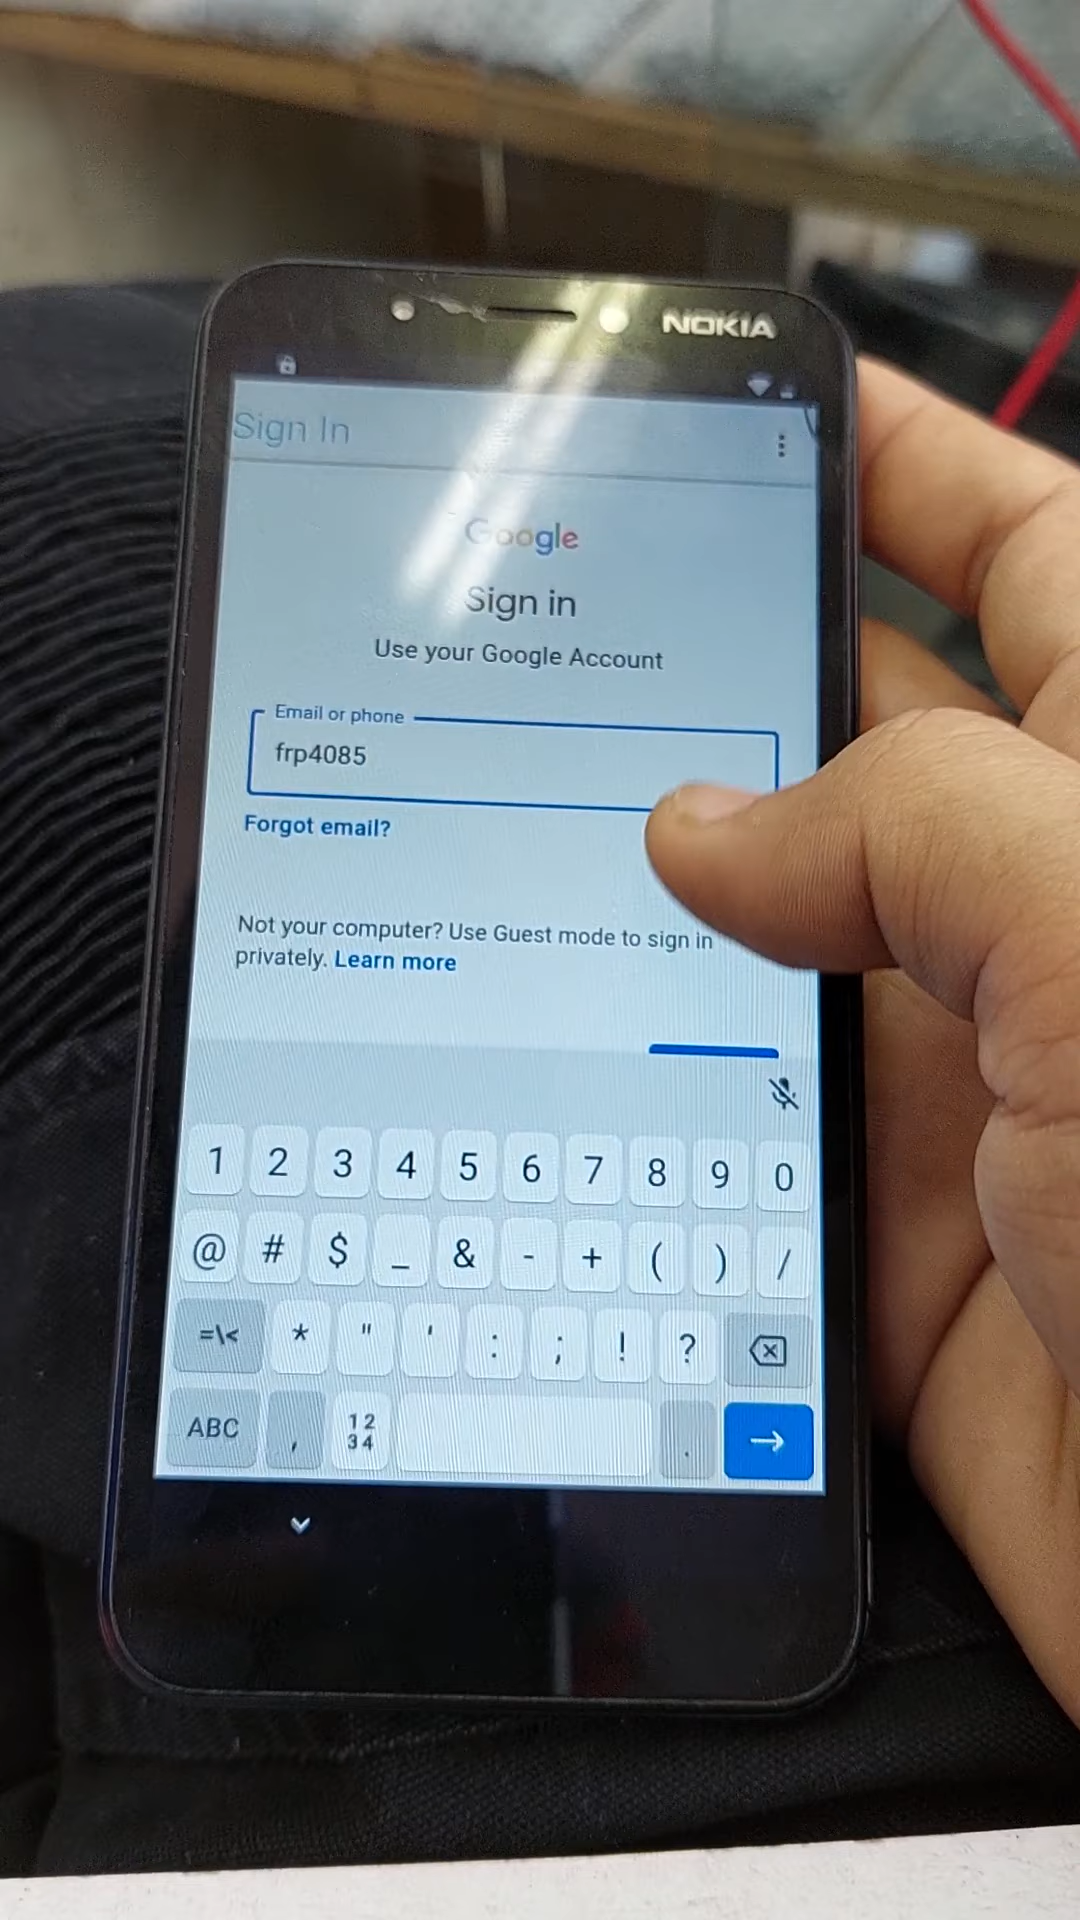 NOKIA
Sign In
Google
Sign in
Use your Google Account
Email or phone
frp4085
Forgot email?
Not your computer? Use Guest mode to sign in
privately. Learn more
1 2 3 4 5 6 7 8 9 0
@ # $ _ & - + ( ) /
=\< * " ' : ; ! ?
ABC , 12 .
34